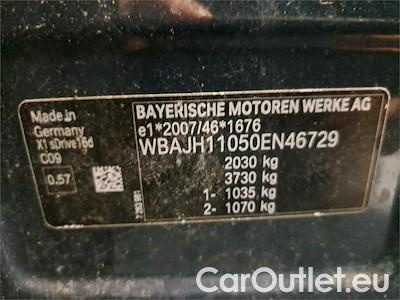 Made in
Germany
X1 sDrive16d
C09
0.57
BAYERISCHE MOTOREN WERKE AG
e1*2007/46*1676
WBAJH11050EN46729
2030 kg
3730 kg
1- 1035 kg
2- 1070 kg
CarOutlet.eu